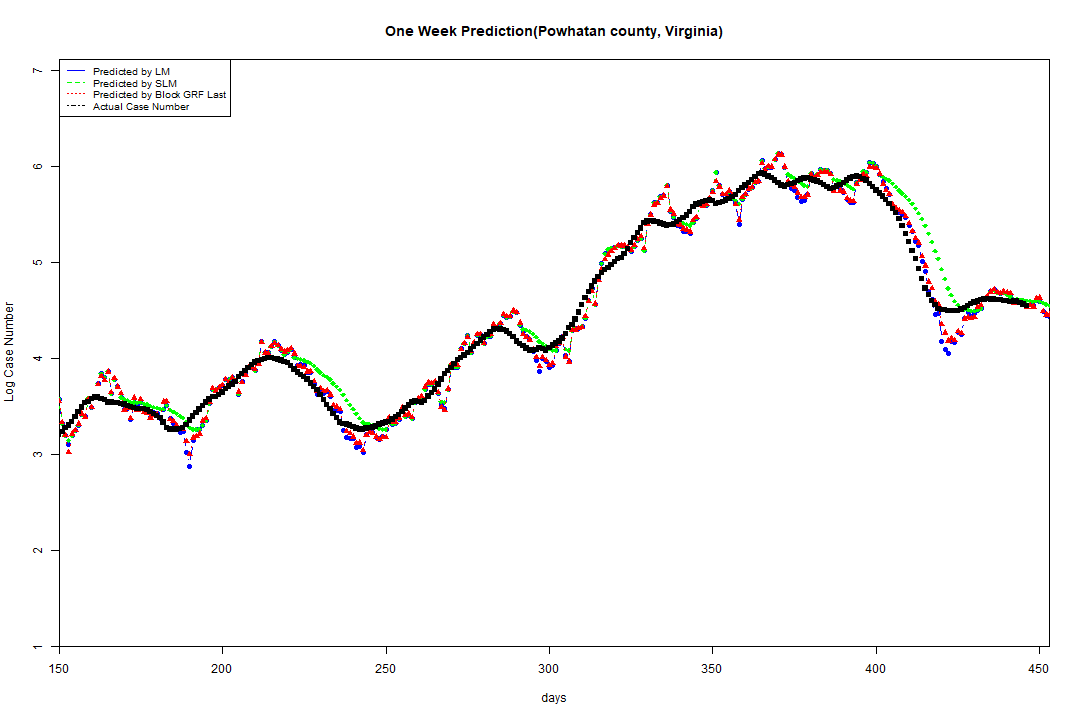 One Week Prediction(Powhatan county, Virginia)
Predicted by LM
Predicted by SLM
Predicted by Block GRF Last
Actual Case Number
7
6
5
4
3
2
1
Log Case Number
150 200 250 300 350 400 450
days